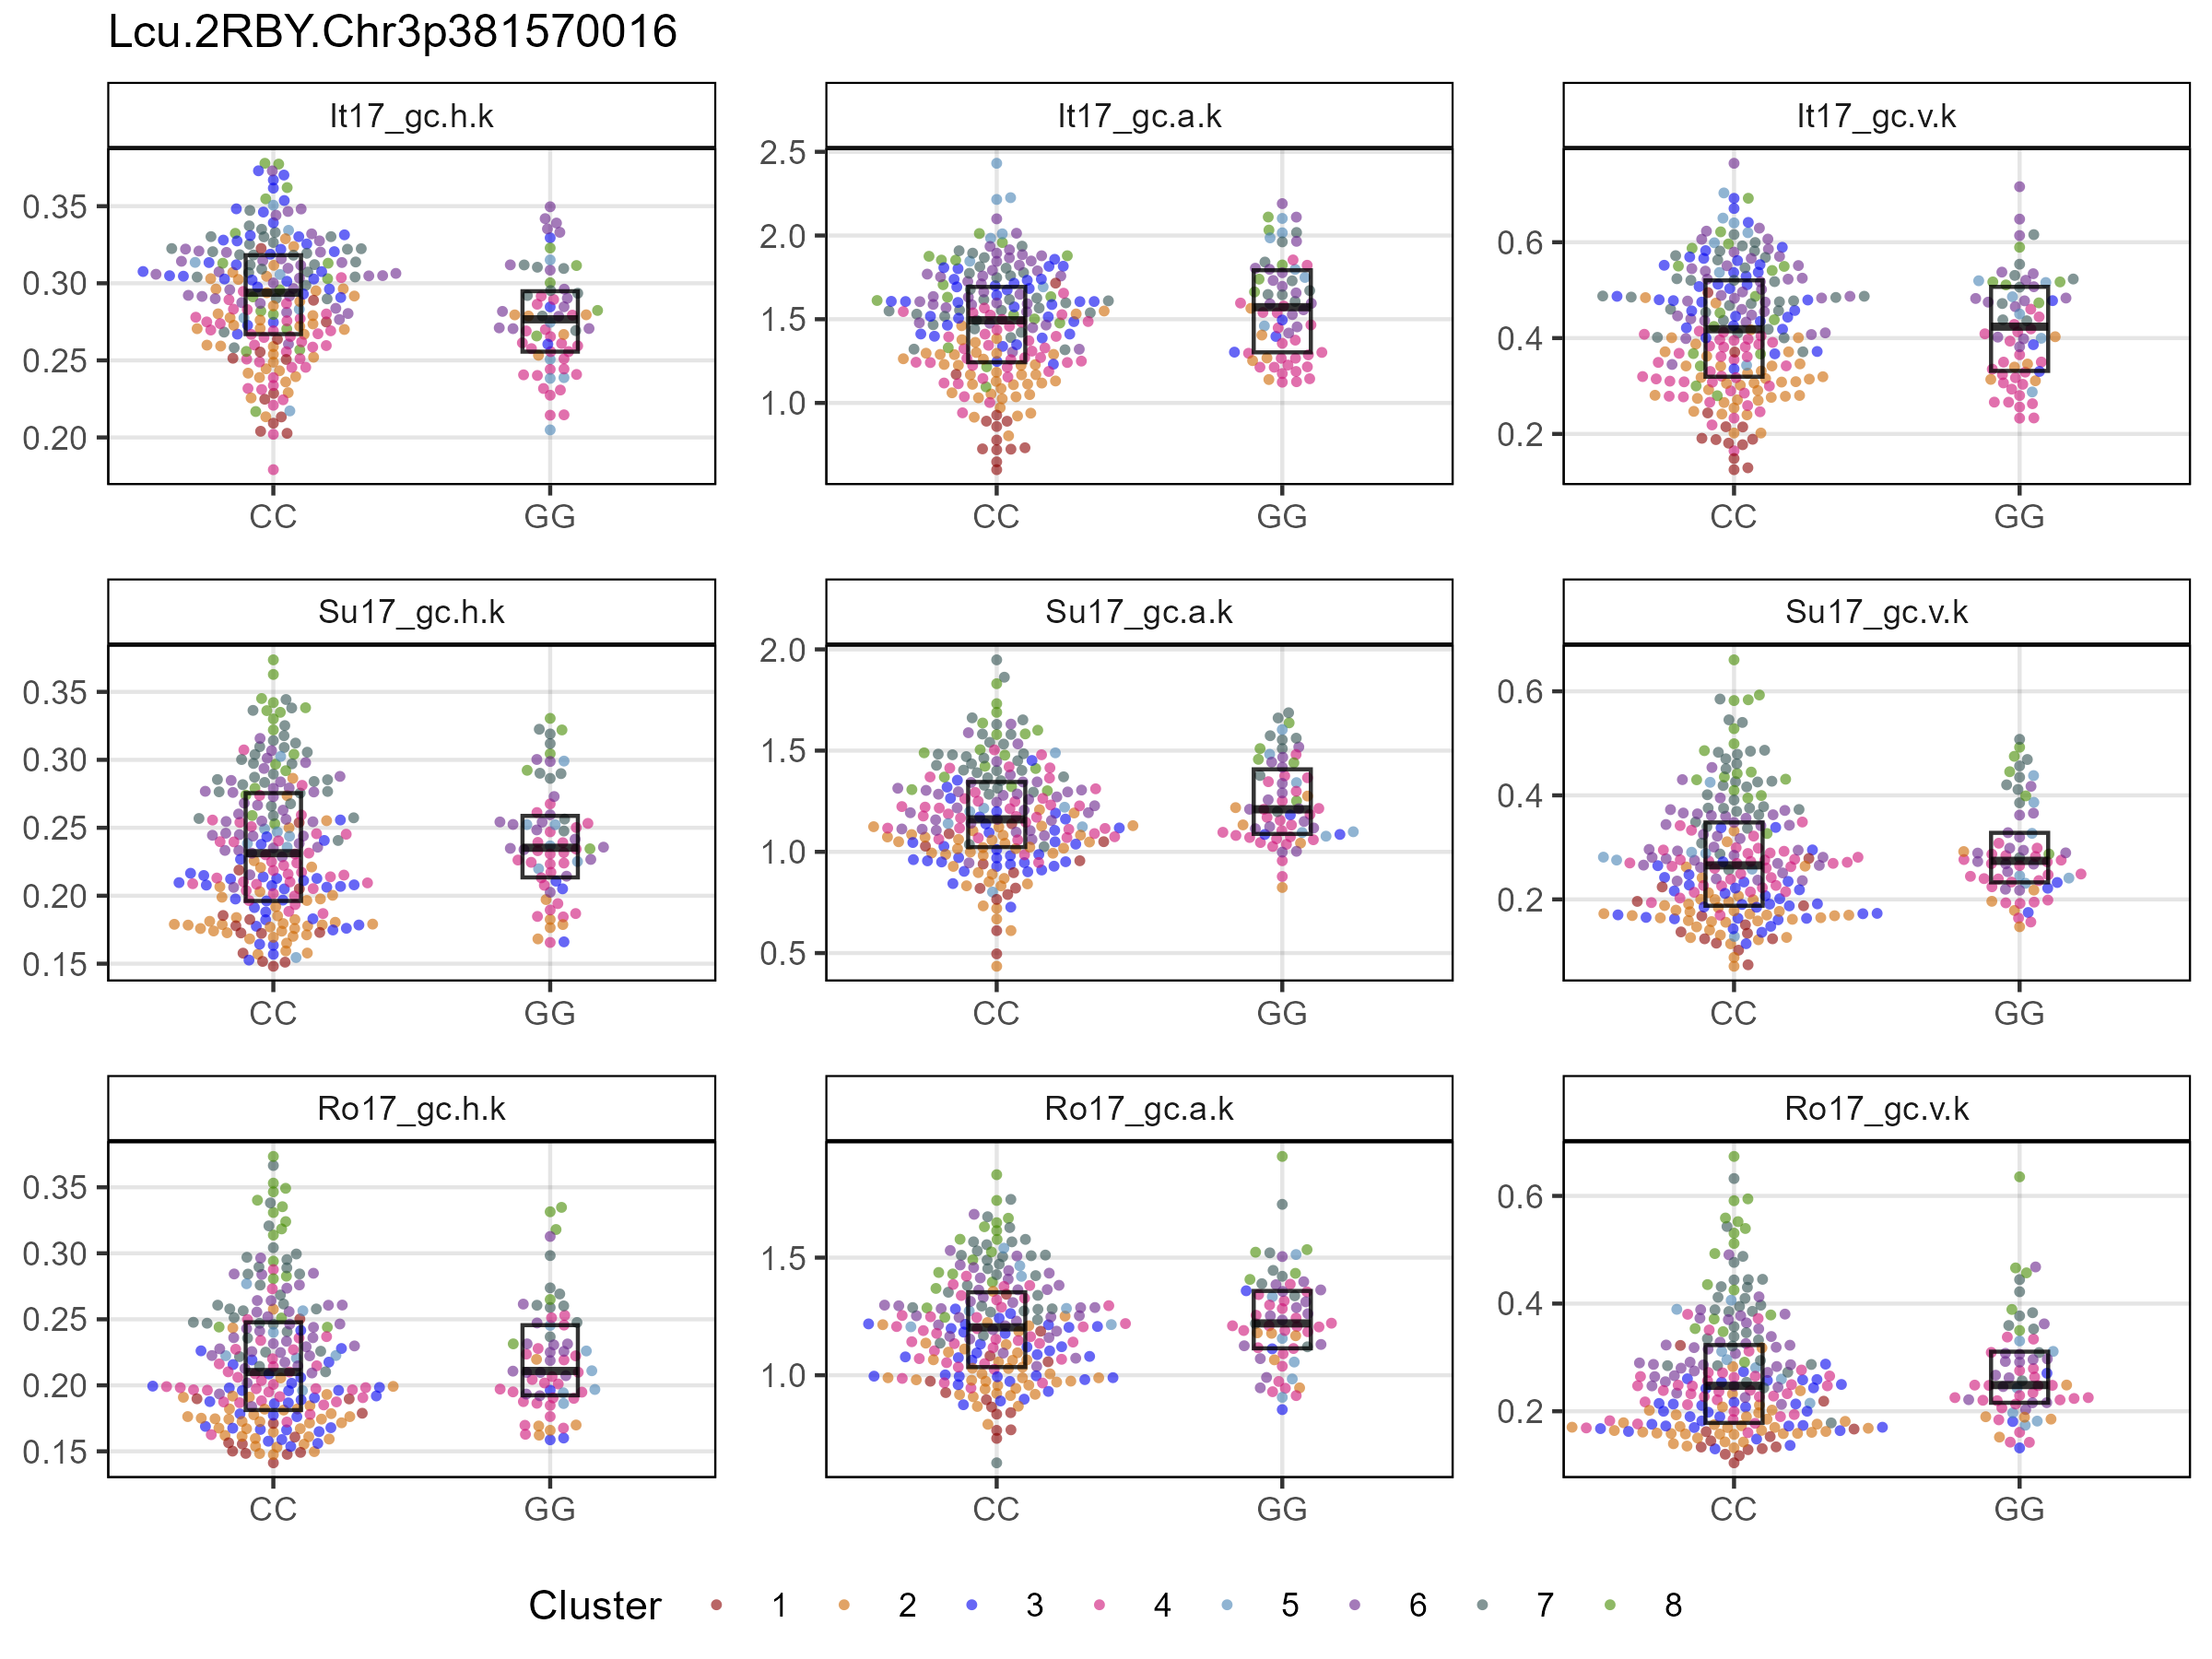 Lcu.2RBY.Chr3p381570016
It17_gc.h.k
It17_gc.a.k
It17_gc.v.k
0.35
0.30
0.25
0.20
CC
GG
2.5
2.0
1.5
1.0
CC
GG
0.6
0.4
0.2
CC
GG
Su17_gc.h.k
Su17_gc.a.k
Su17_gc.v.k
0.35
0.30
0.25
0.20
0.15
CC
GG
2.0
1.5
1.0
0.5
CC
GG
0.6
0.4
0.2
CC
GG
Ro17_gc.h.k
Ro17_gc.a.k
Ro17_gc.v.k
0.35
0.30
0.25
0.20
0.15
CC
GG
1.5
1.0
CC
GG
0.6
0.4
0.2
CC
GG
Cluster 1 2 3 4 5 6 7 8